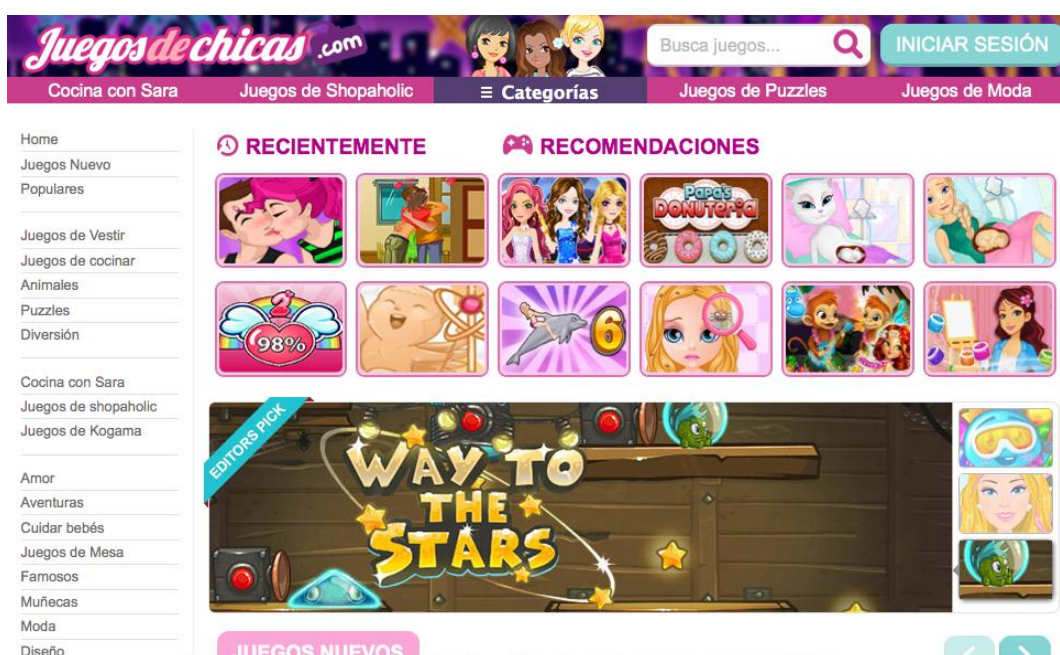 Juegosdechicas.com
Busca juegos...
INICIAR SESIÓN
Cocina con Sara
Juegos de Shopaholic
≡ Categorías
Juegos de Puzzles
Juegos de Moda
Home
Juegos Nuevo
Populares
Juegos de Vestir
Juegos de cocinar
Animales
Puzzles
Diversión
Cocina con Sara
Juegos de shopaholic
Juegos de Kogama
Amor
Aventuras
Cuidar bebés
Juegos de Mesa
Famosos
Muñecas
Moda
Diseño
RECIENTEMENTE
RECOMENDACIONES
PAPA'S
DONUTERIA
2
98%
6
EDITORS PICK
WAY TO
THE
STARS
JUEGOS NUEVOS